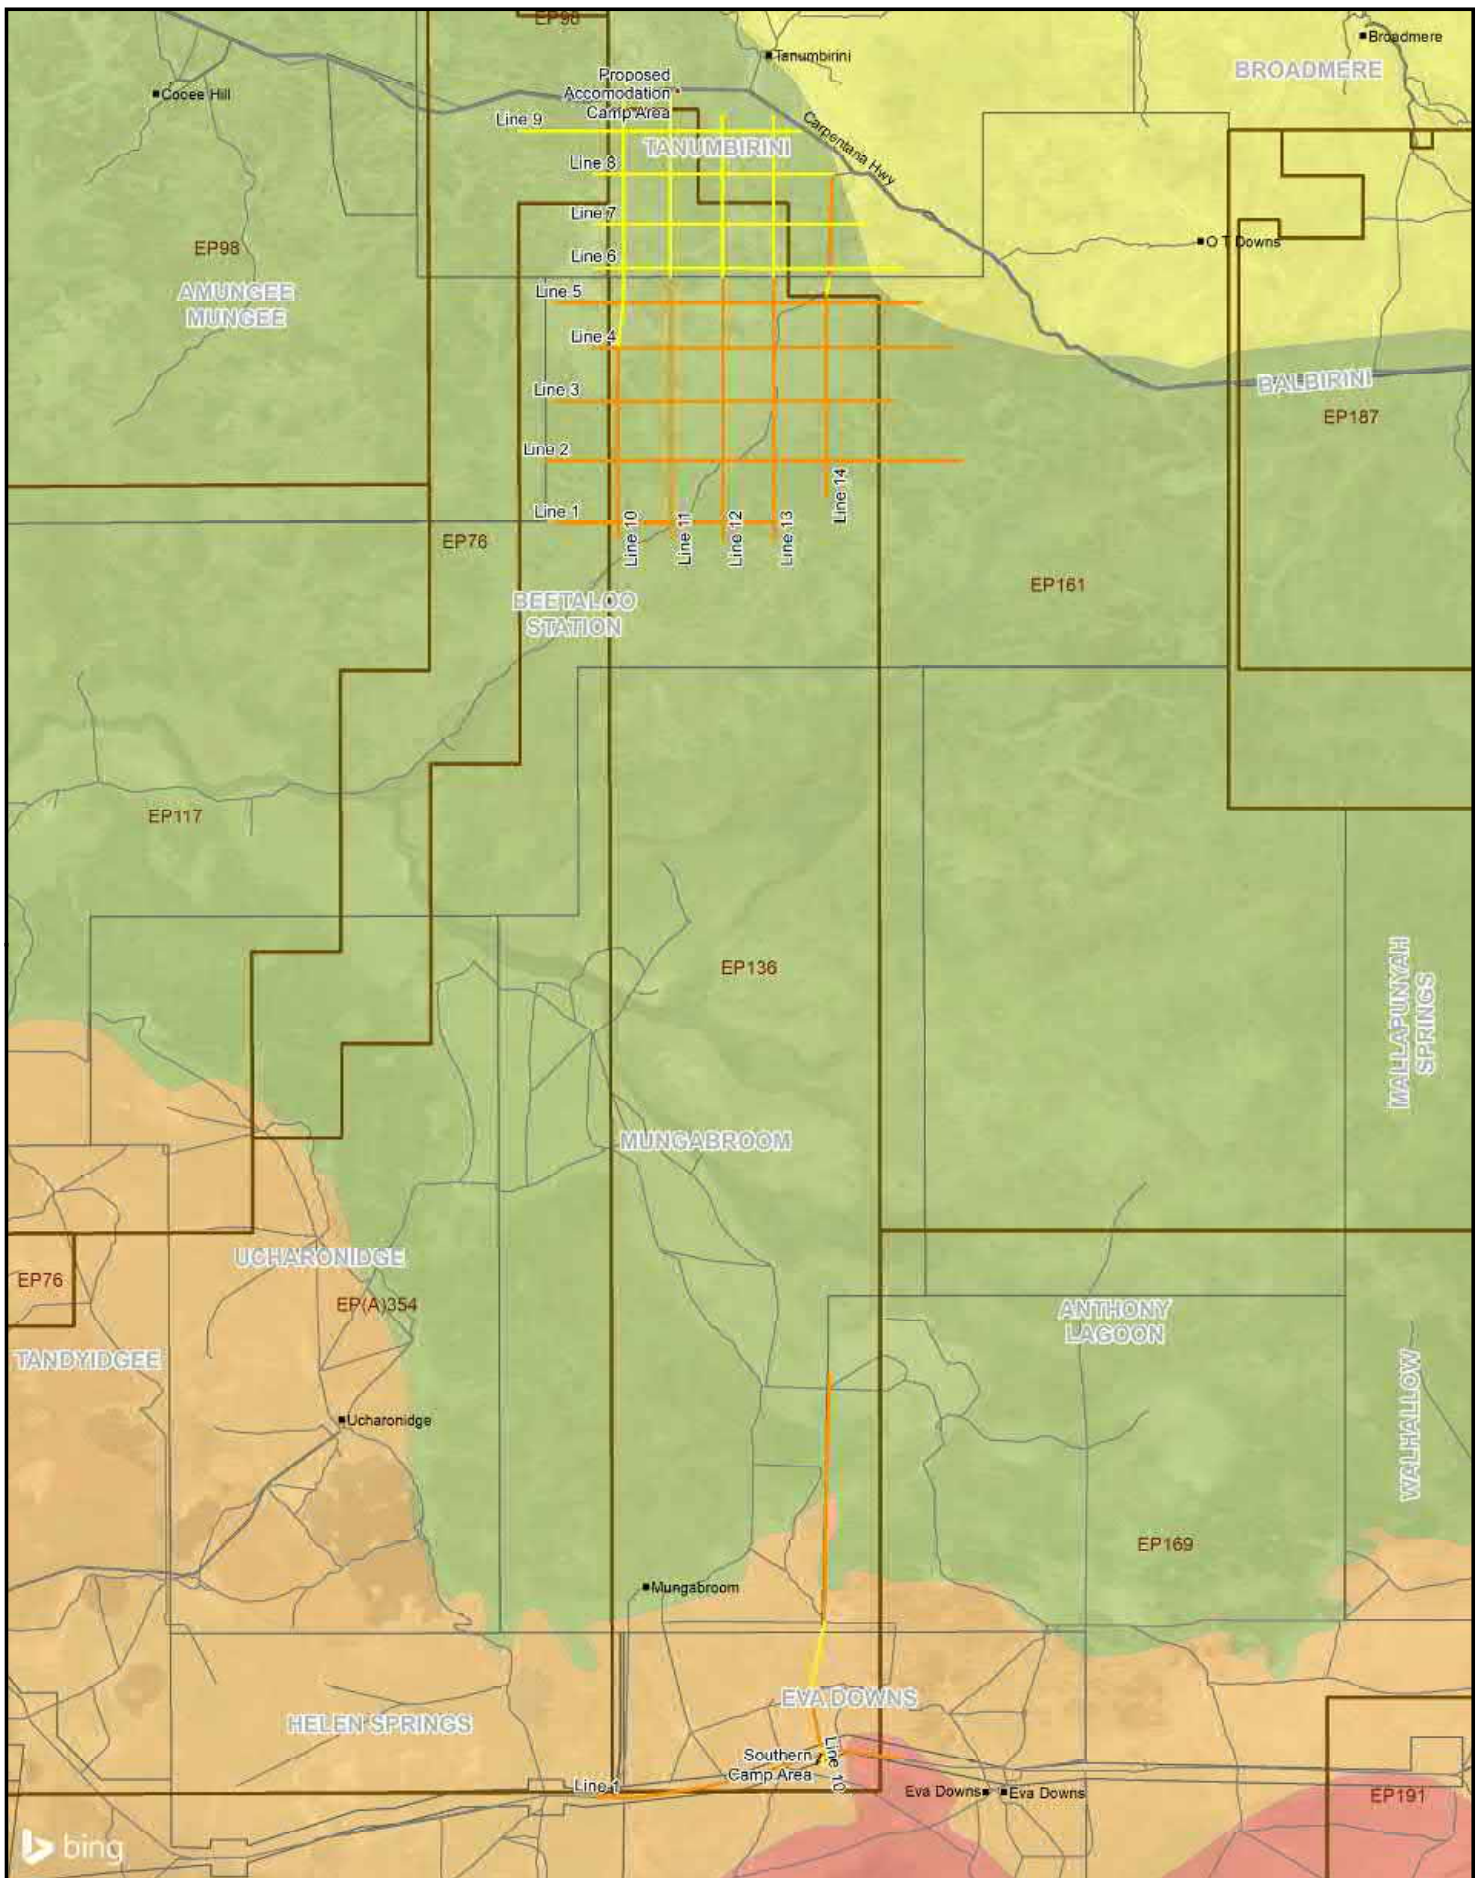 EP98
Broadmere
Tanumbirini
BROADMERE
Proposed
Accomodation
Camp Area
Cooee Hill
Line 9
Carpentaria Hwy
TANUMBIRINI
Line 8
Line 7
O T Downs
EP98
Line 6
AMUNGEE
MUNGEE
Line 5
Line 4
BALBIRINI
Line 3
EP187
Line 2
Line 14
Line 1
Line 10
Line 11
Line 12
Line 13
EP76
EP161
BEETALOO
STATION
EP117
EP136
MALLAPUNYAH
SPRINGS
MUNGABROOM
UCHARONIDGE
EP76
EP(A)354
ANTHONY
LAGOON
TANDYIDGEE
WALHALLOW
Ucharonidge
EP169
Mungabroom
EVA DOWNS
HELEN SPRINGS
Southern
Camp Area
Line 10
Line 1
Eva Downs
Eva Downs
EP191
bing